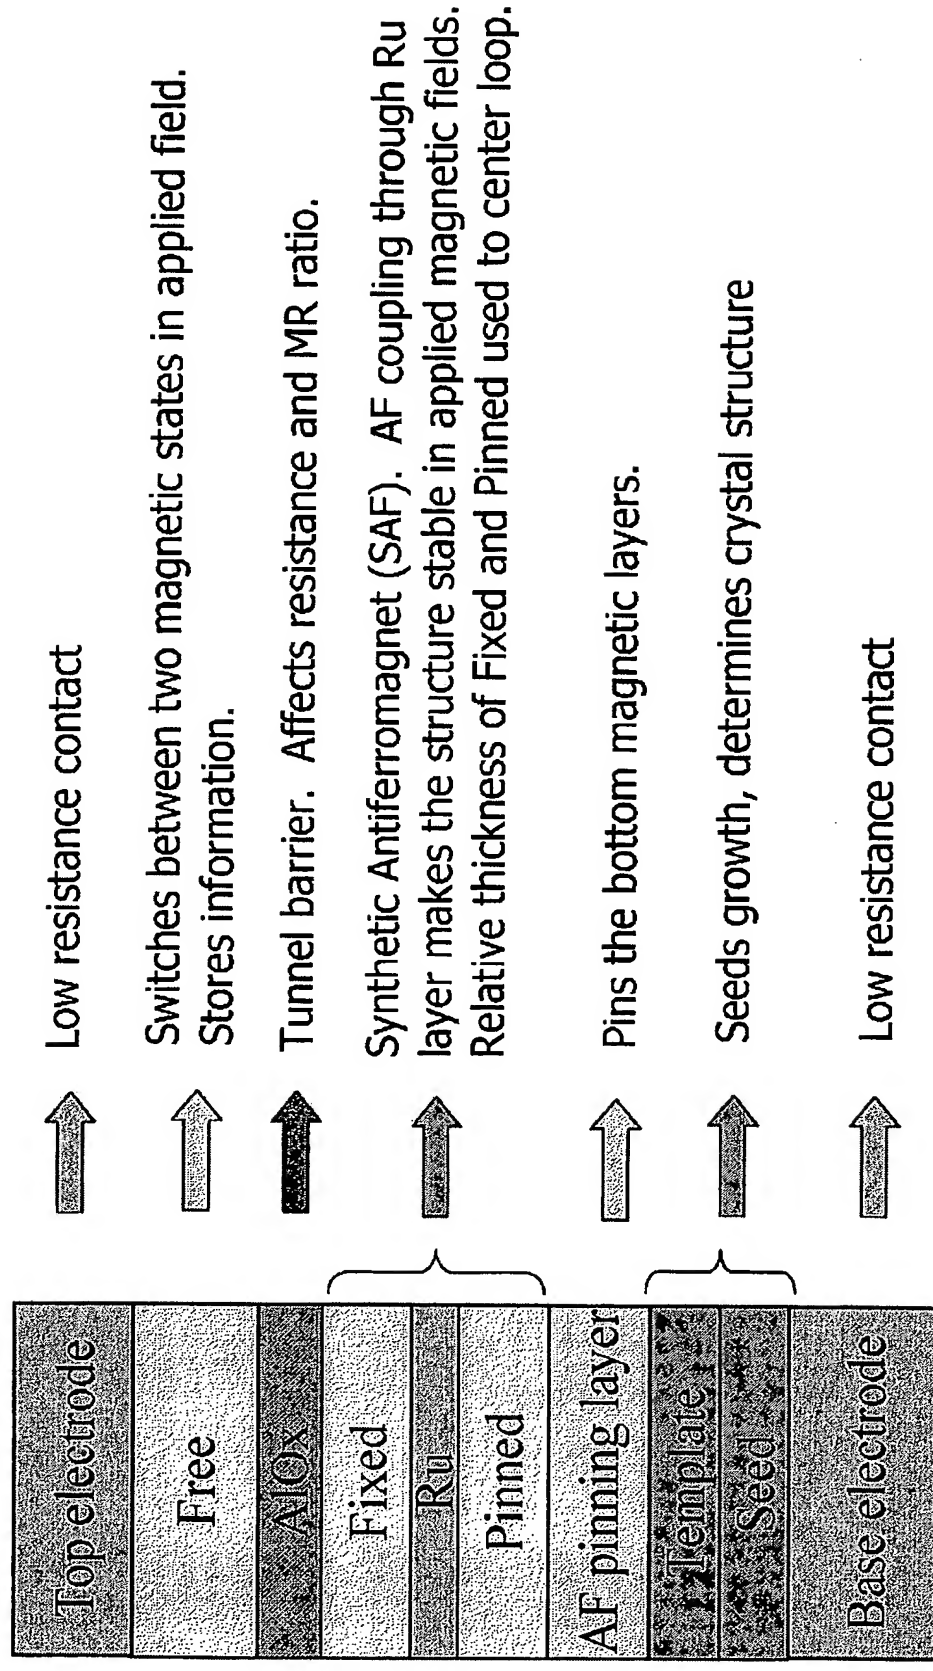 Top electrode
Low resistance contact
Free
Switches between two magnetic states in applied field.
Stores information.
AlOx
Tunnel barrier. Affects resistance and MR ratio.
Fixed
Ru
Pinned
Synthetic Antiferromagnet (SAF). AF coupling through Ru
layer makes the structure stable in applied magnetic fields.
Relative thickness of Fixed and Pinned used to center loop.
AF pinning layer
Pins the bottom magnetic layers.
Template
Seed
Seeds growth, determines crystal structure
Base electrode
Low resistance contact